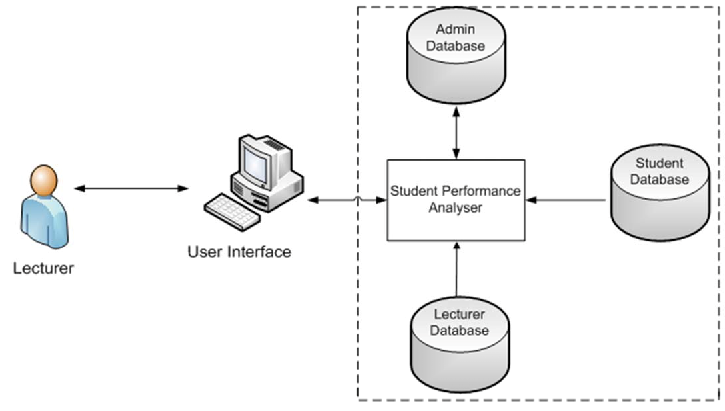 Admin
Database
Student Performance
Analyser
Student
Database
Lecturer
User Interface
Lecturer
Database